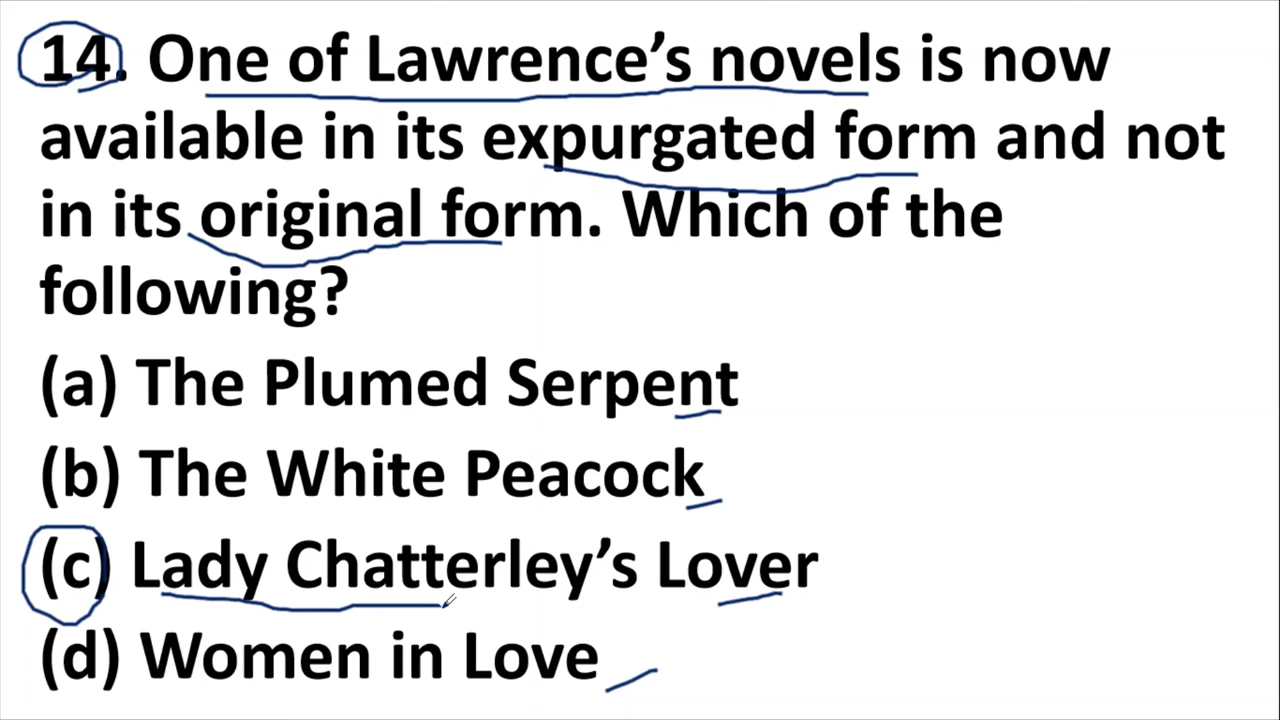 14. One of Lawrence’s novels is now
available in its expurgated form and not
in its original form. Which of the
following?
(a) The Plumed Serpent
(b) The White Peacock
(c) Lady Chatterley’s Lover
(d) Women in Love